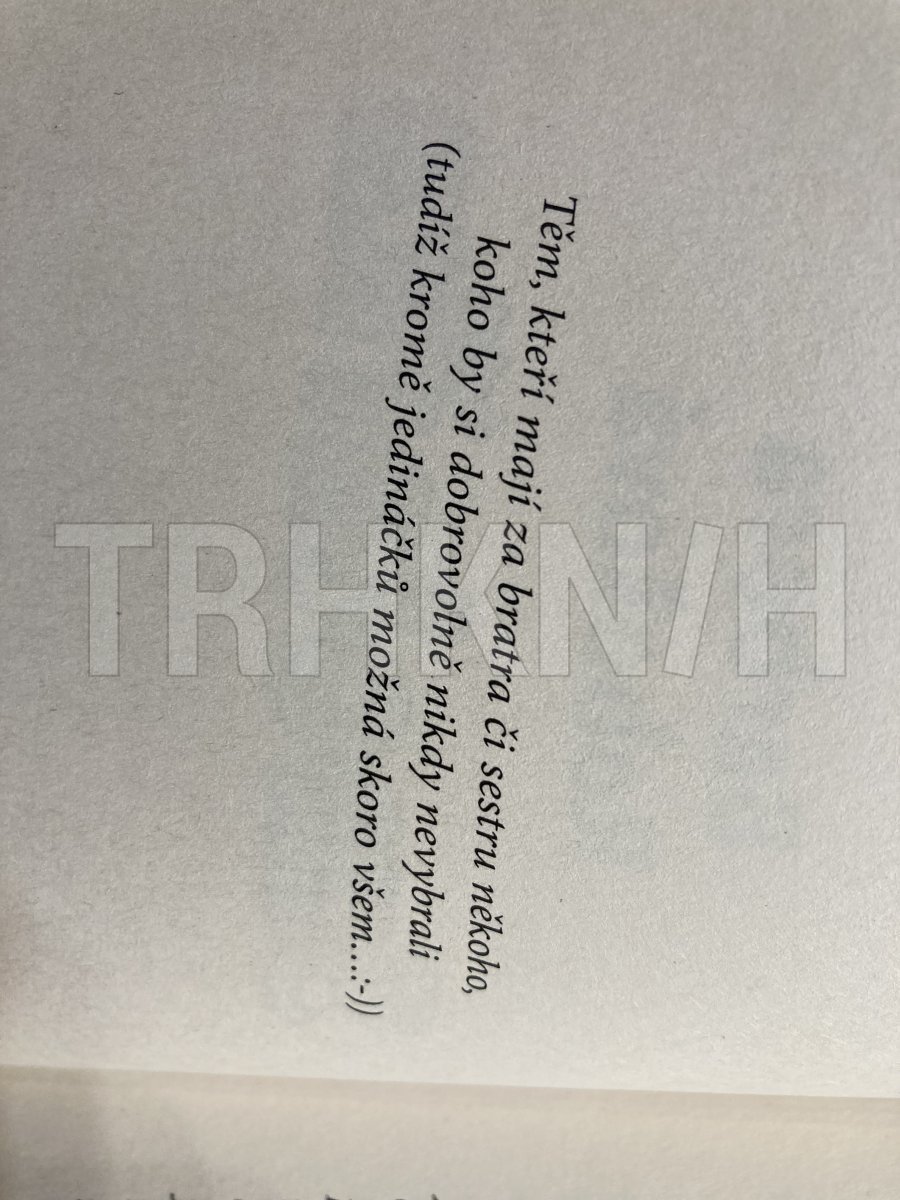 Těm, kteří mají za bratra či sestru někoho,
koho by si dobrovolně nikdy nevybrali
(tudíž kromě jedináčků možná skoro všem...:-))
TRHKNIH